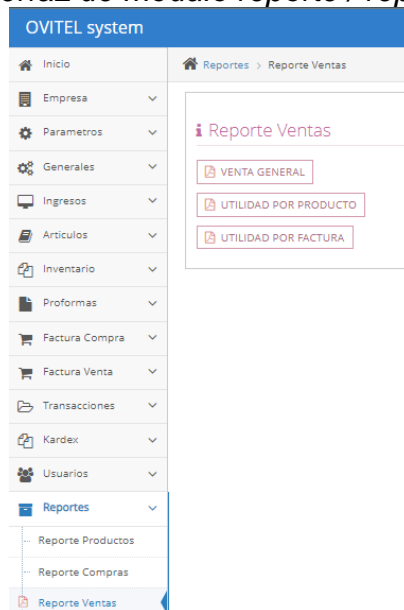 OVITEL system
Inicio
Empresa
Parametros
Generales
Ingresos
Articulos
Inventario
Proformas
Factura Compra
Factura Venta
Transacciones
Kardex
Usuarios
Reportes
Reporte Productos
Reporte Compras
Reporte Ventas
Reportes > Reporte Ventas
Reporte Ventas
VENTA GENERAL
UTILIDAD POR PRODUCTO
UTILIDAD POR FACTURA